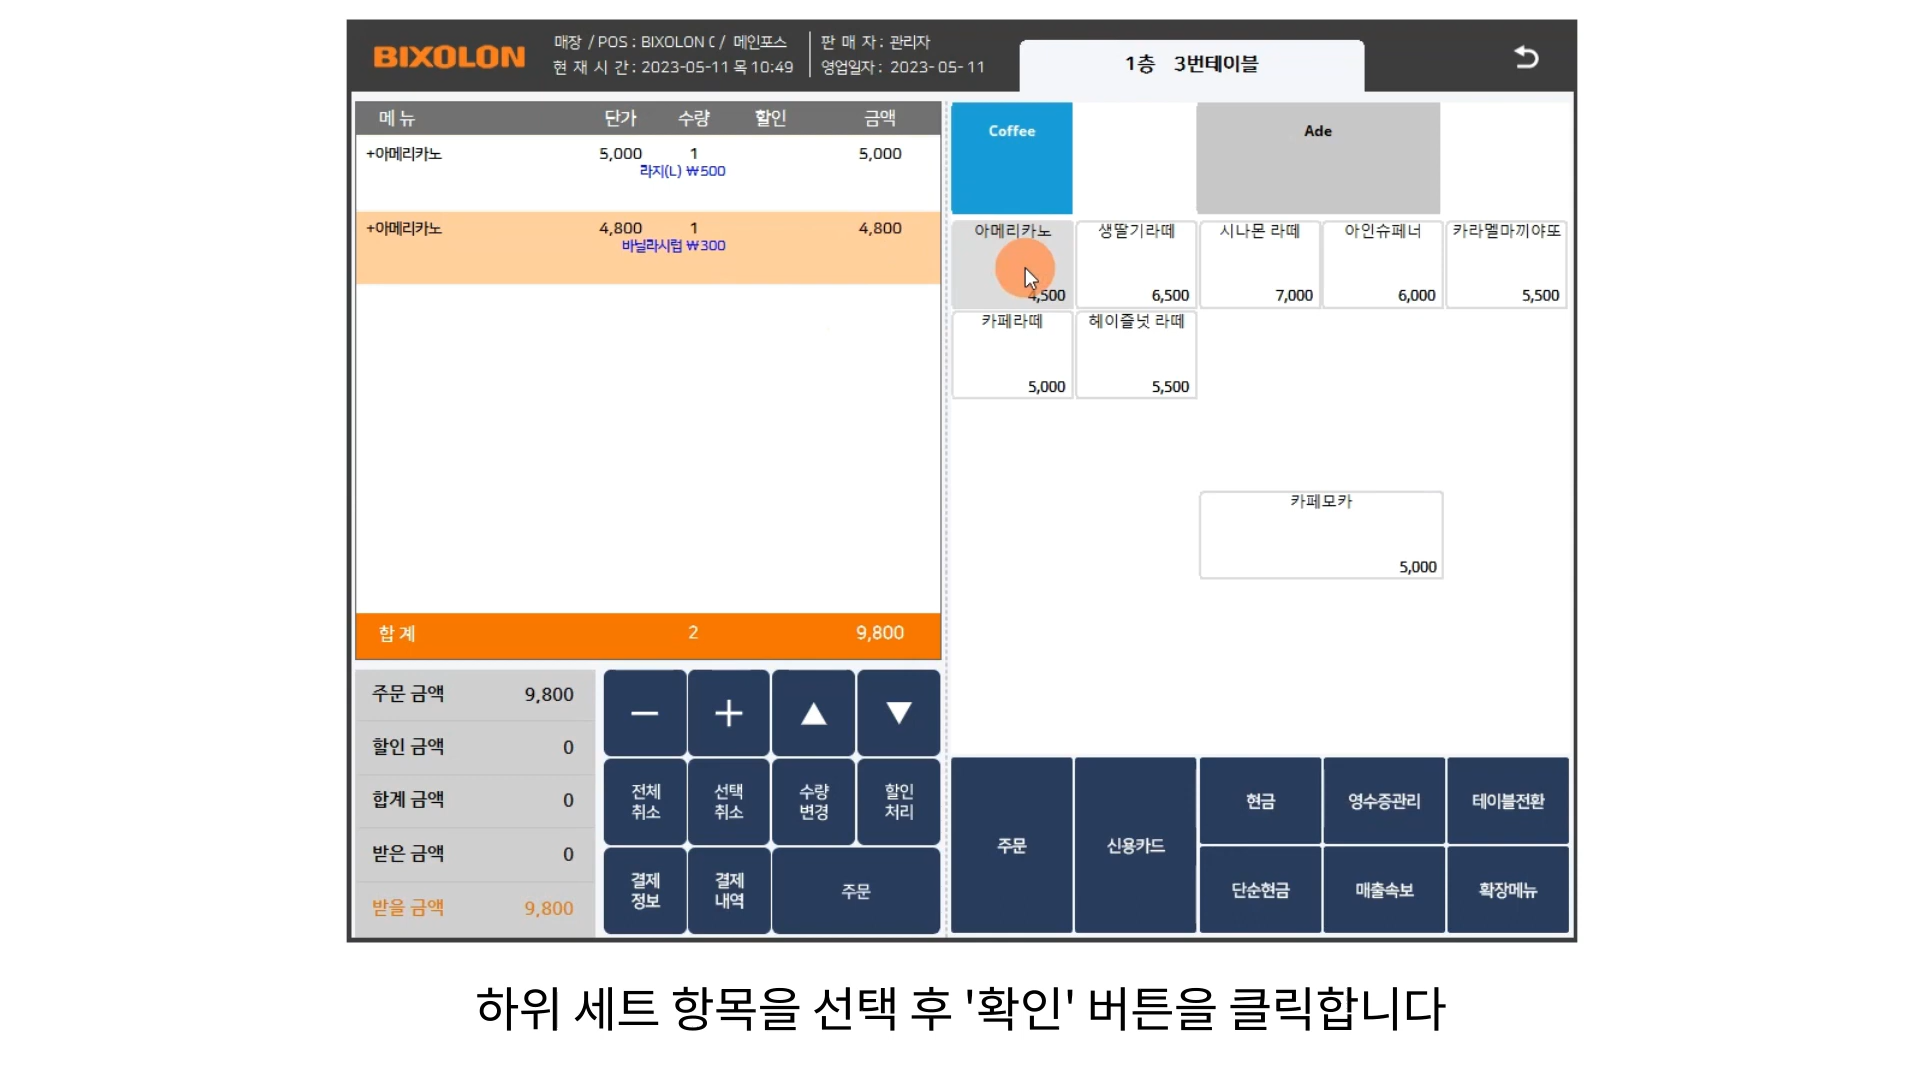 BIXOLON
매장 / POS : BIXOLON C / 메인포스
현 재 시 간 : 2023-05-11 목 10:49
판 매 자 : 관리자
영업일자 : 2023- 05- 11
1층 3번테이블
메 뉴 단가 수량 할인 금액
+아메리카노 5,000 1 5,000
라지(L) ₩500
+아메리카노 4,800 1 4,800
바닐라시럽 ₩300
합 계 2 9,800
주문 금액 9,800
할인 금액 0
합계 금액 0
받은 금액 0
받을 금액 9,800
전체
취소
선택
취소
수량
변경
할인
처리
결제
정보
결제
내역
주문
Coffee
Ade
아메리카노
4,500
생딸기라떼
6,500
시나몬 라떼
7,000
아인슈페너
6,000
카라멜마끼야또
5,500
카페라떼
5,000
헤이즐넛 라떼
5,500
카페모카
5,000
주문
신용카드
현금
영수증관리
테이블전환
단순현금
매출속보
확장메뉴
하위 세트 항목을 선택 후 '확인' 버튼을 클릭합니다